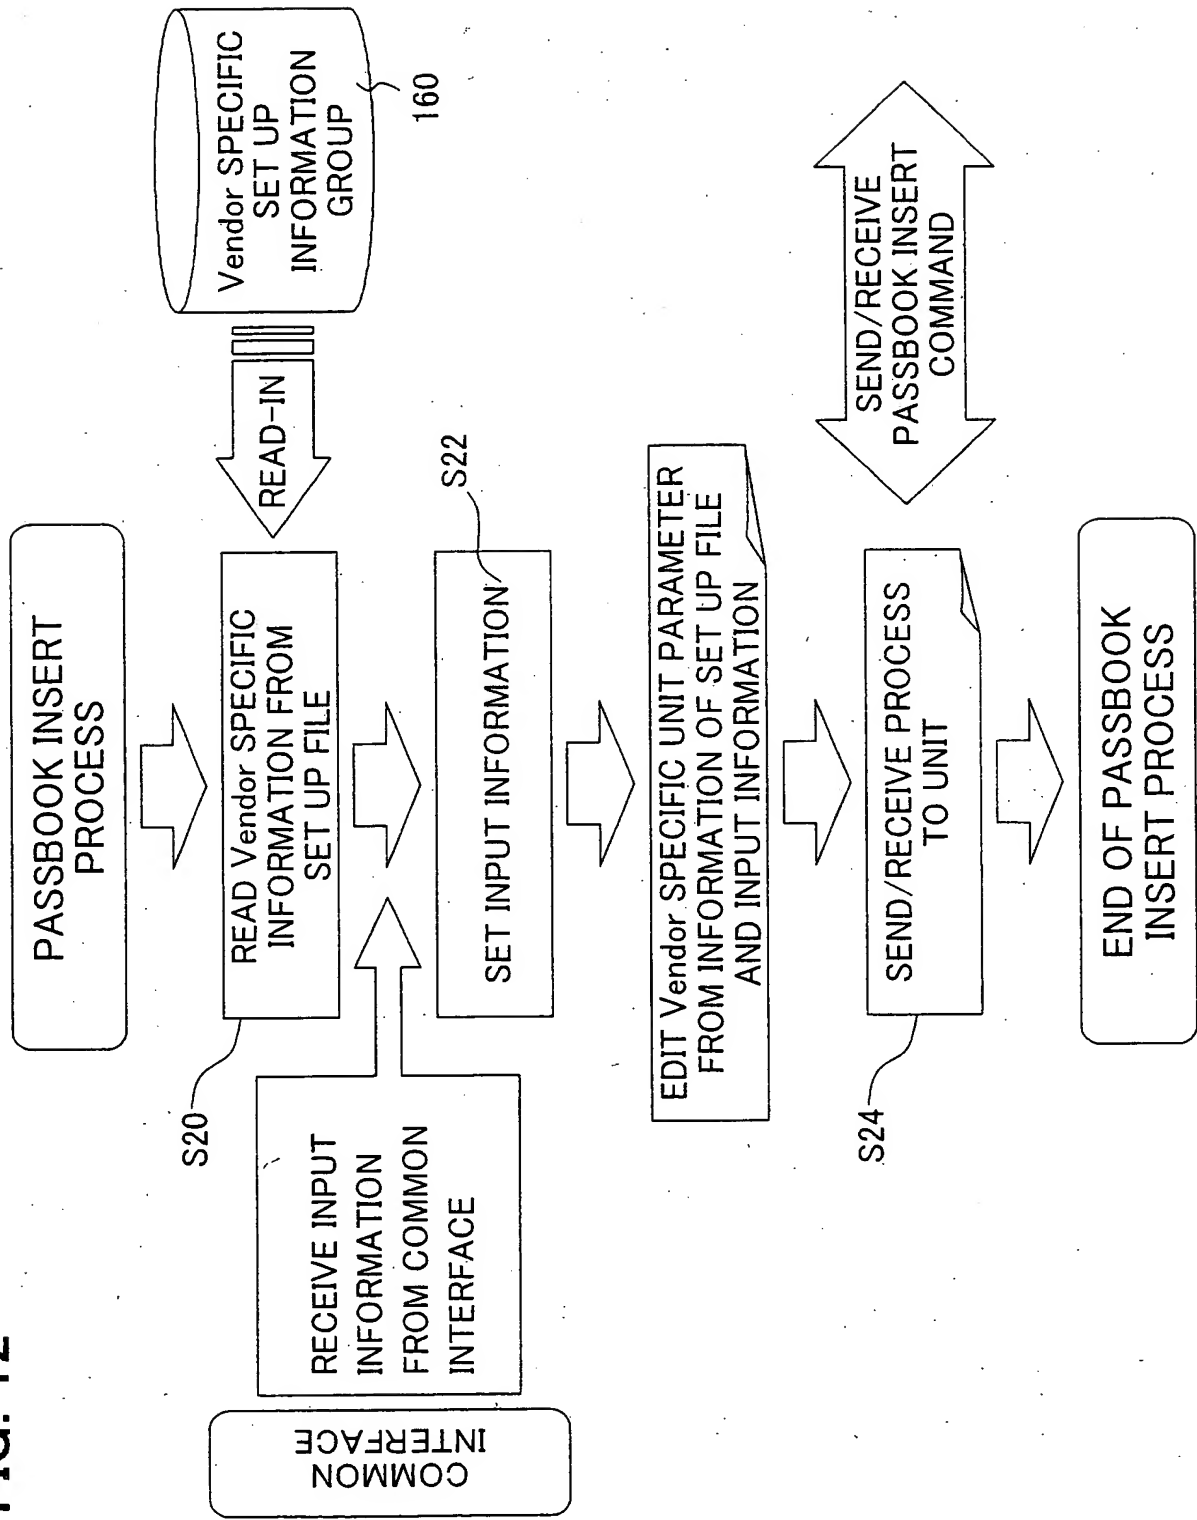 PASSBOOK INSERT
PROCESS
Vendor SPECIFIC
SET UP
INFORMATION
GROUP
160
READ-IN
S20
READ Vendor SPECIFIC
INFORMATION FROM
SET UP FILE
COMMON
INTERFACE
RECEIVE INPUT
INFORMATION
FROM COMMON
INTERFACE
S22
SET INPUT INFORMATION
EDIT Vendor SPECIFIC UNIT PARAMETER
FROM INFORMATION OF SET UP FILE
AND INPUT INFORMATION
S24
SEND/RECEIVE PROCESS
TO UNIT
SEND/RECEIVE
PASSBOOK INSERT
COMMAND
END OF PASSBOOK
INSERT PROCESS